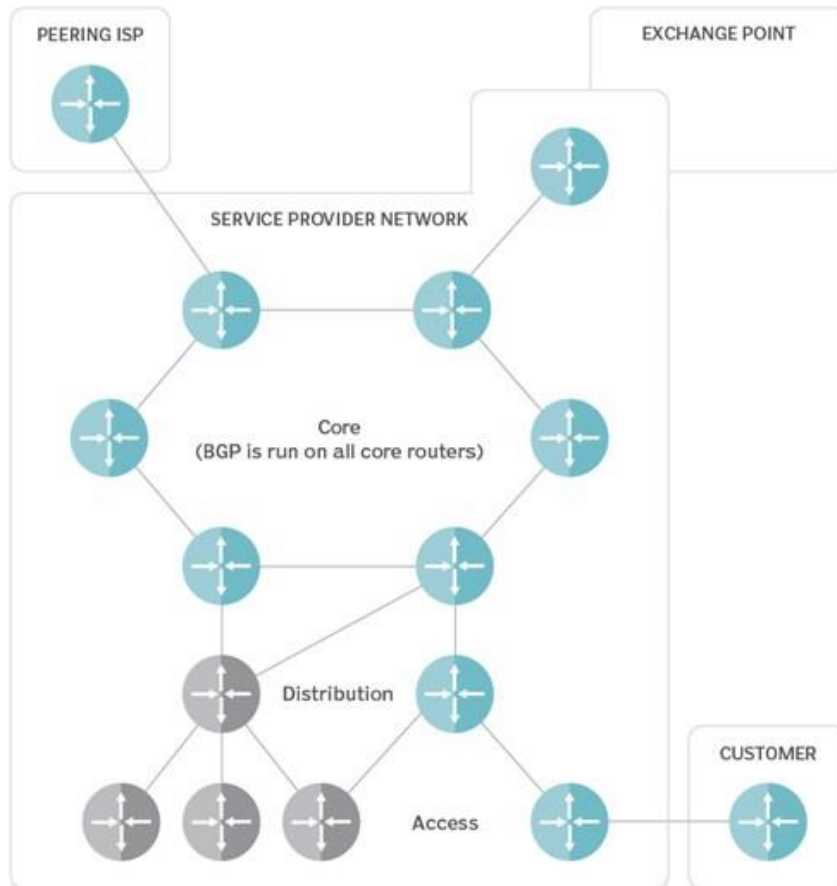 PEERING ISP
EXCHANGE POINT
SERVICE PROVIDER NETWORK
Core
(BGP is run on all core routers)
Distribution
CUSTOMER
Access